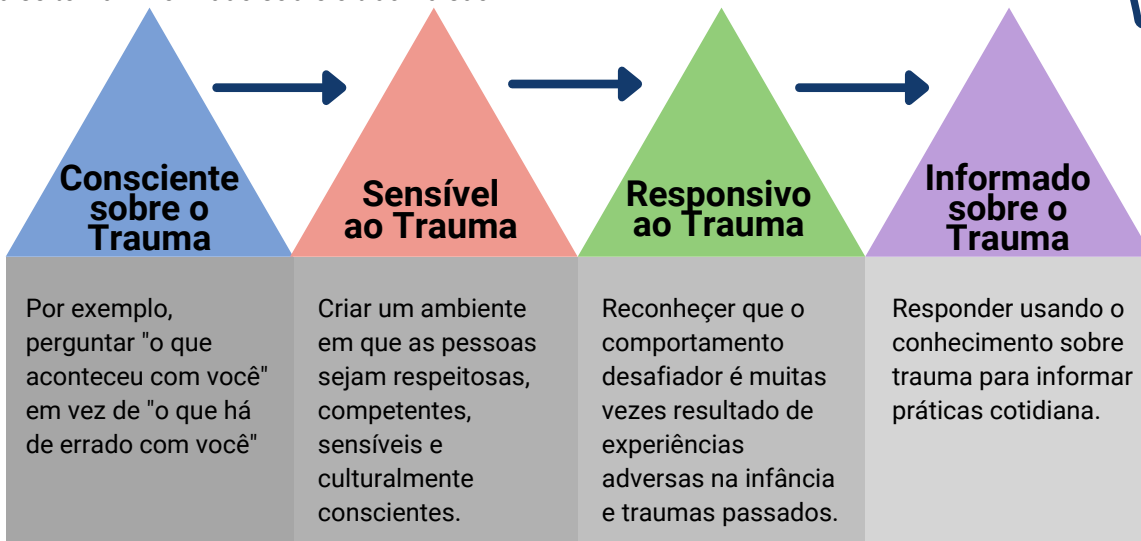 Consciente
sobre o
Trauma
Sensível
ao Trauma
Responsivo
ao Trauma
Informado
sobre o
Trauma
Por exemplo,
perguntar "o que
aconteceu com você"
em vez de "o que há
de errado com você"
Criar um ambiente
em que as pessoas
sejam respeitosas,
competentes,
sensíveis e
culturalmente
conscientes.
Reconheçer que o
comportamento
desafiador é muitas
vezes resultado de
experiências
adversas na infância
e traumas passados.
Responder usando o
conhecimento sobre
trauma para informar
práticas cotidiana.